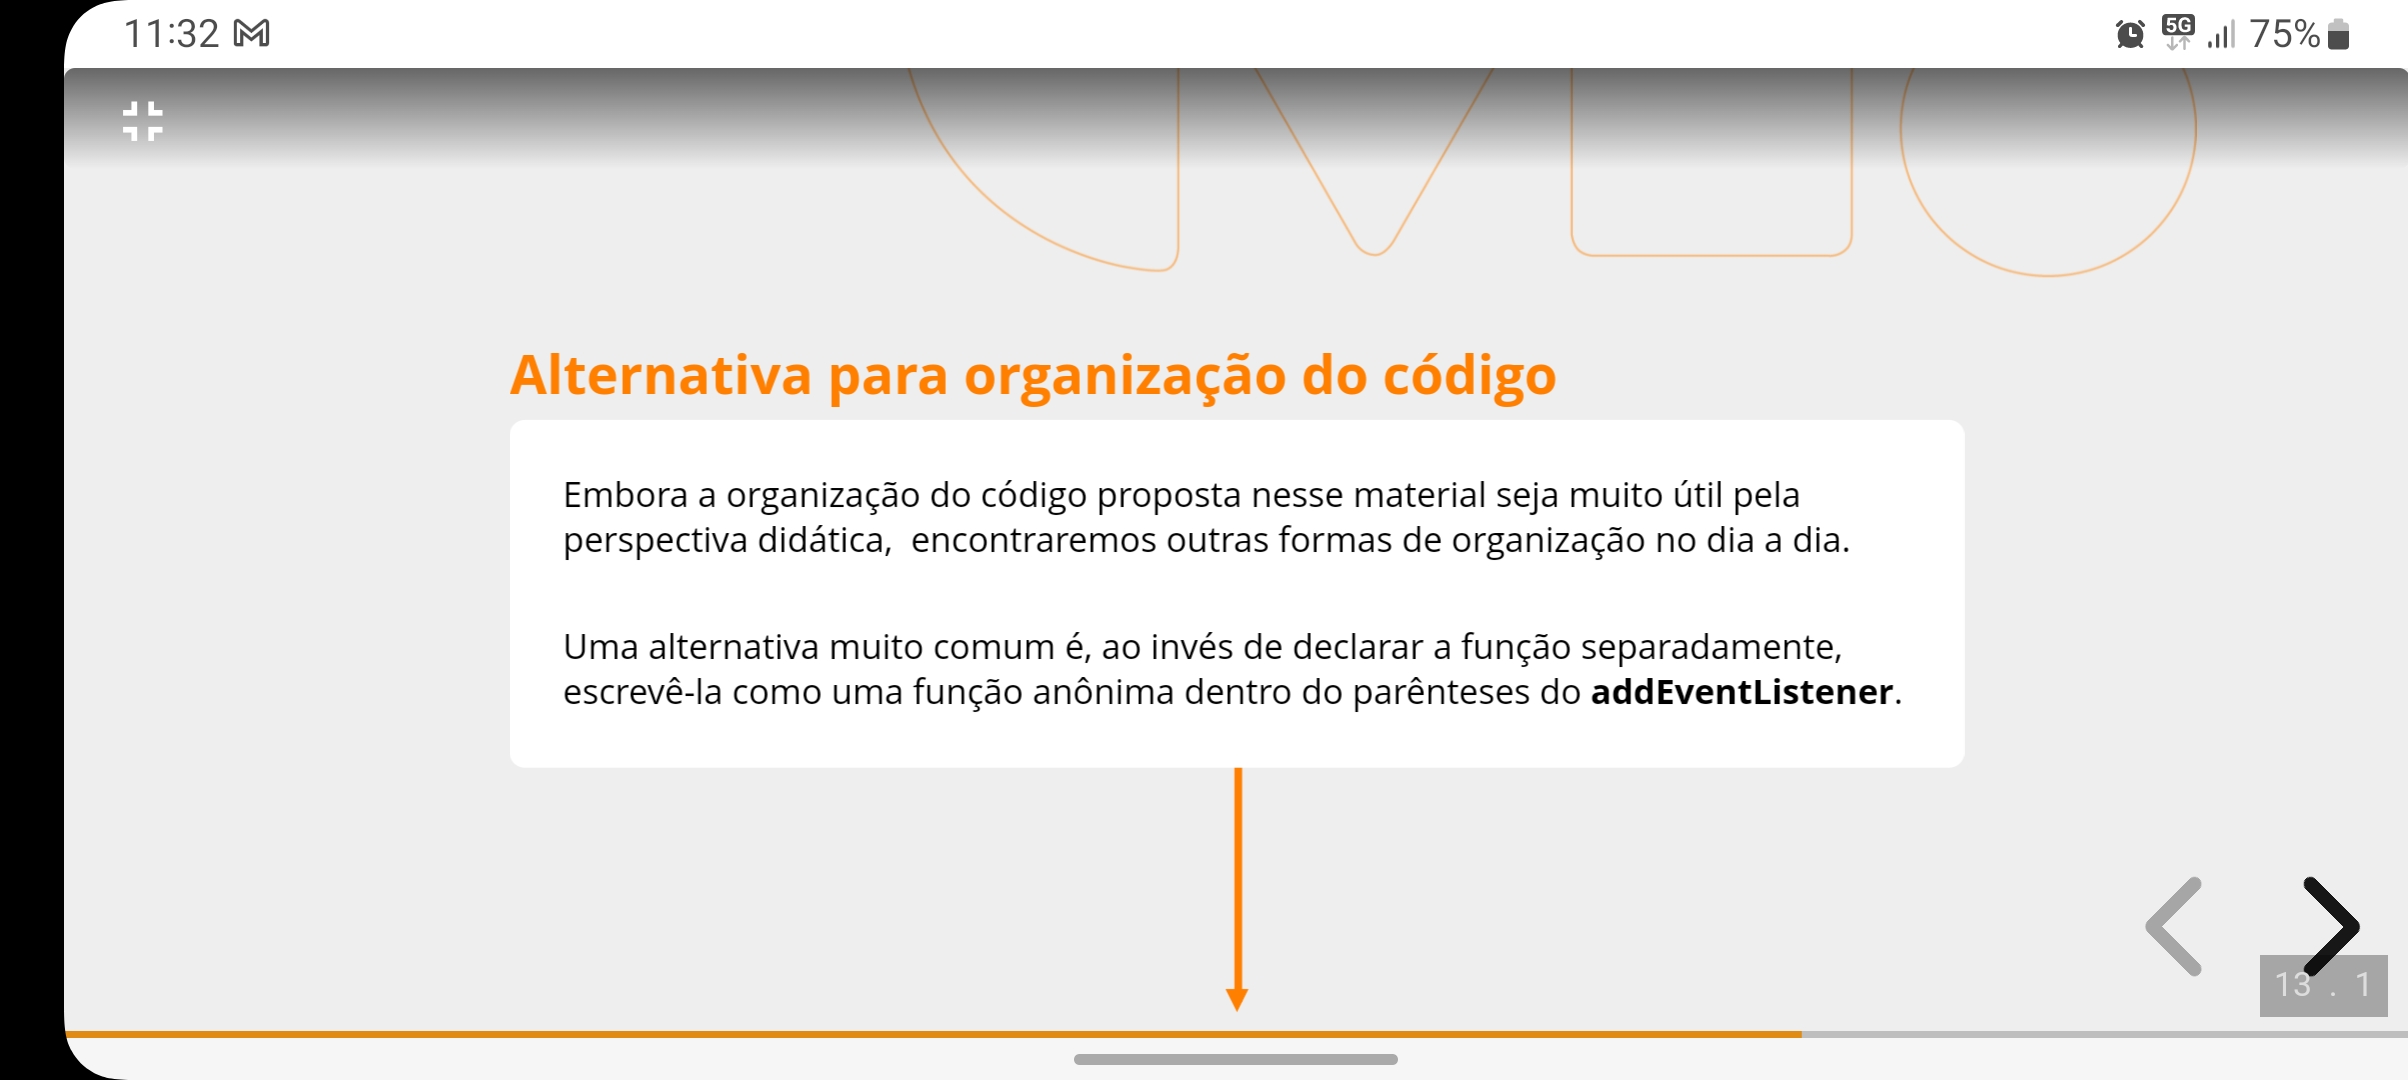 11:32
5G
75%
Alternativa para organização do código
Embora a organização do código proposta nesse material seja muito útil pela
perspectiva didática,  encontraremos outras formas de organização no dia a dia.
Uma alternativa muito comum é, ao invés de declarar a função separadamente,
escrevê-la como uma função anônima dentro do parênteses do addEventListener.
13 . 1